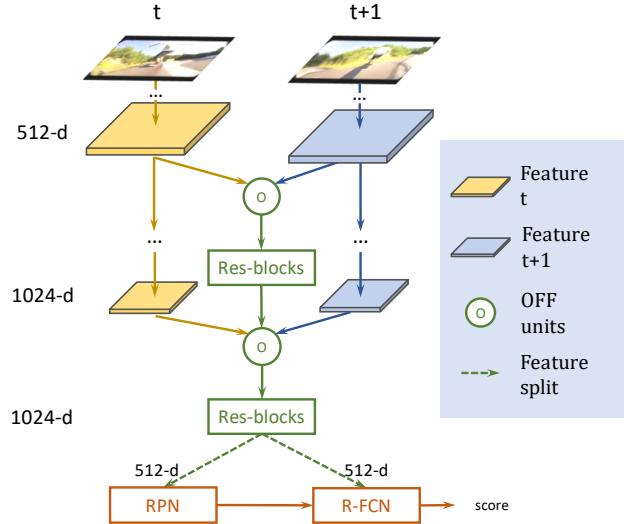 t
t+1
...
...
512-d
O
...
...
Res-blocks
1024-d
O
1024-d
Res-blocks
512-d
512-d
RPN
R-FCN
score
Feature
t
Feature
t+1
O
OFF
units
Feature
split